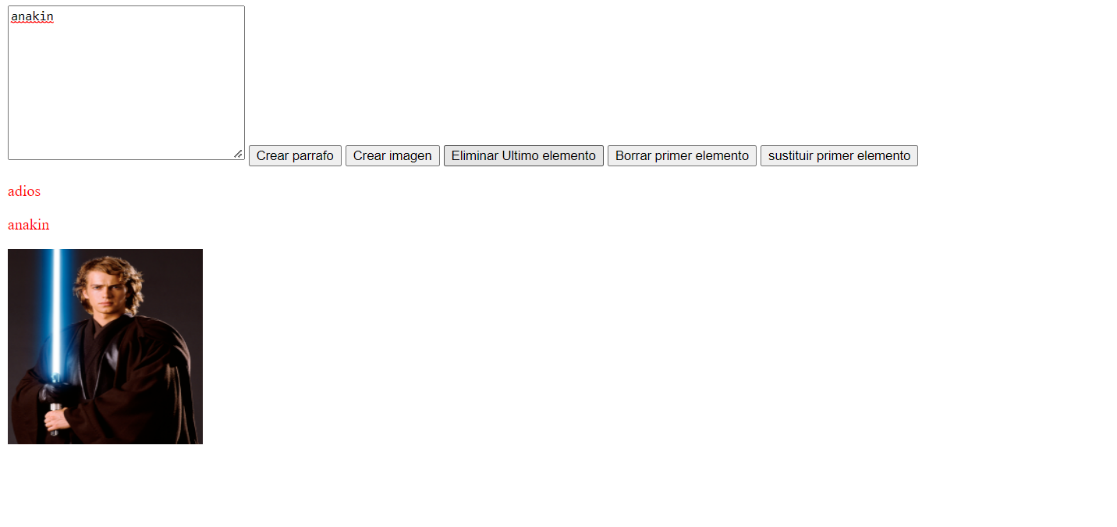 anakin
Crear parrafo Crear imagen Eliminar Ultimo elemento Borrar primer elemento sustituir primer elemento
adios
anakin